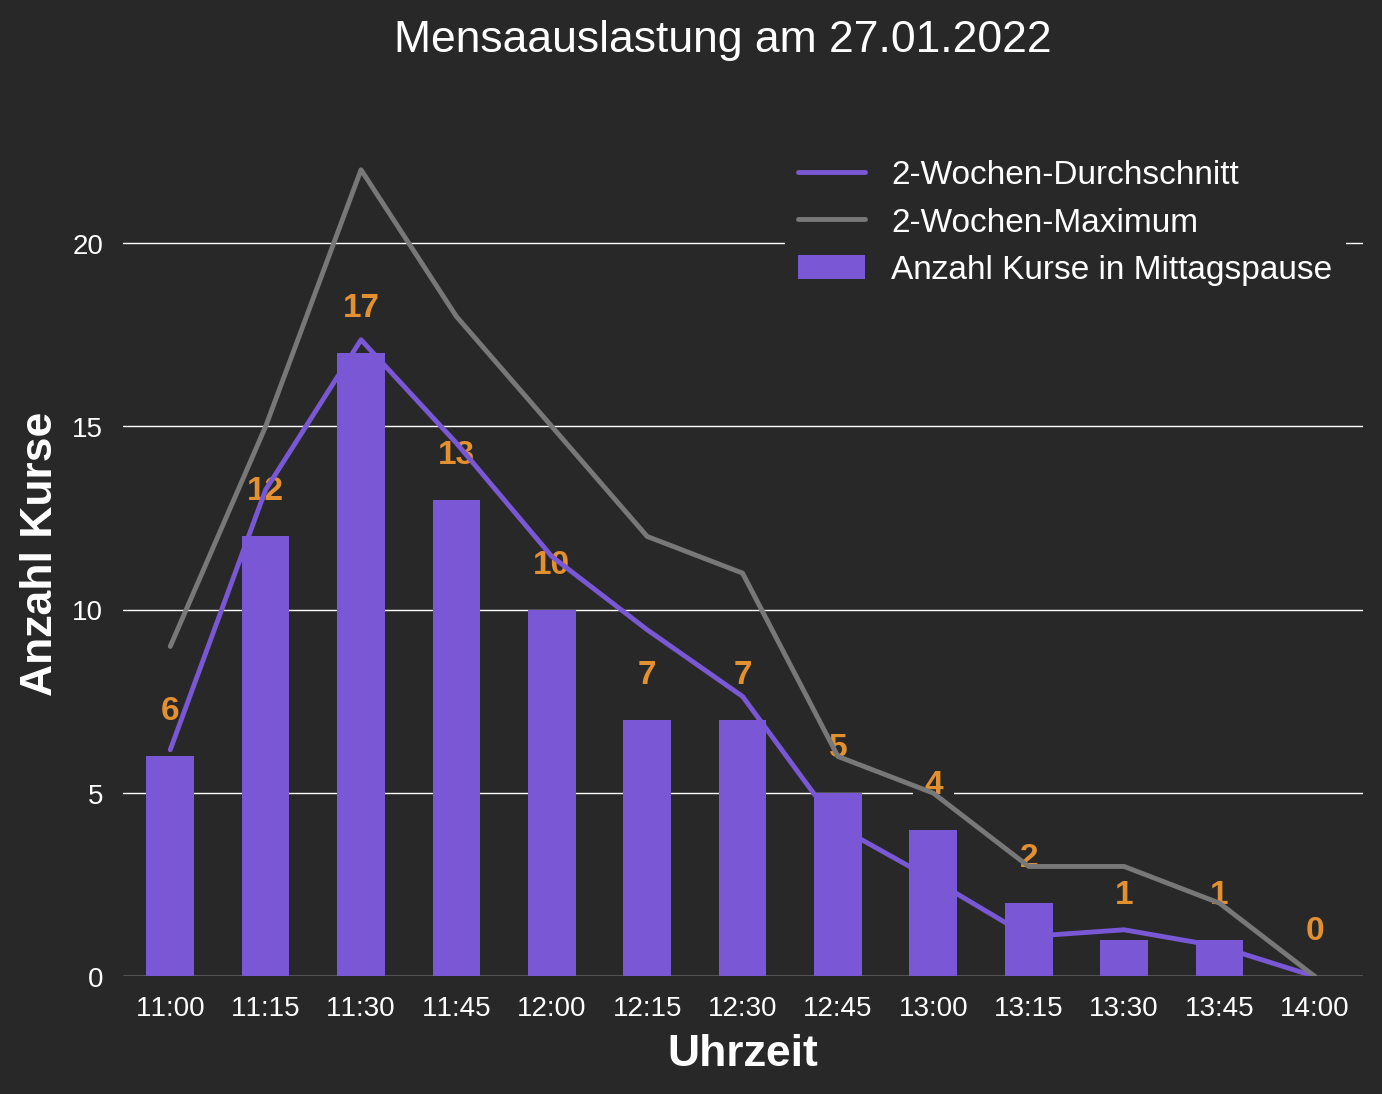 Mensaauslastung am 27.01.2022
2-Wochen-Durchschnitt
2-Wochen-Maximum
Anzahl Kurse in Mittagspause
Anzahl Kurse
20
15
10
5
0
6
12
17
13
10
7
7
5
4
2
1
1
0
11:00 11:15 11:30 11:45 12:00 12:15 12:30 12:45 13:00 13:15 13:30 13:45 14:00
Uhrzeit